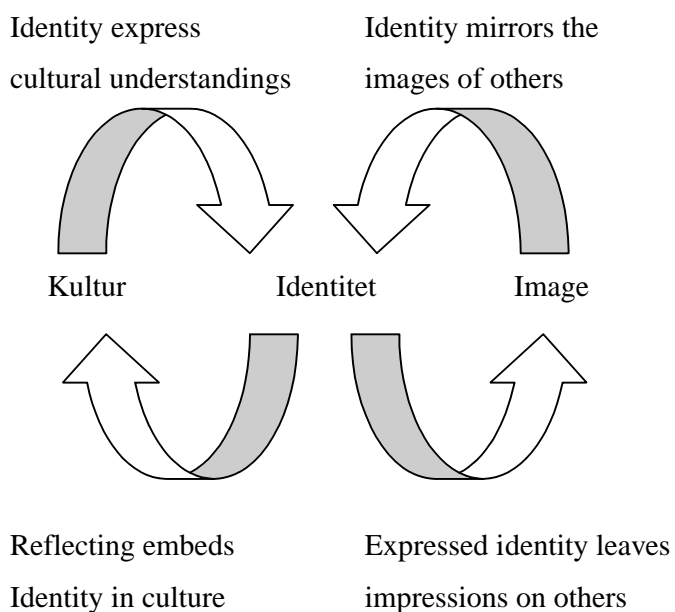 Identity express
cultural understandings
Identity mirrors the
images of others
Kultur
Identitet
Image
Reflecting embeds
Identity in culture
Expressed identity leaves
impressions on others